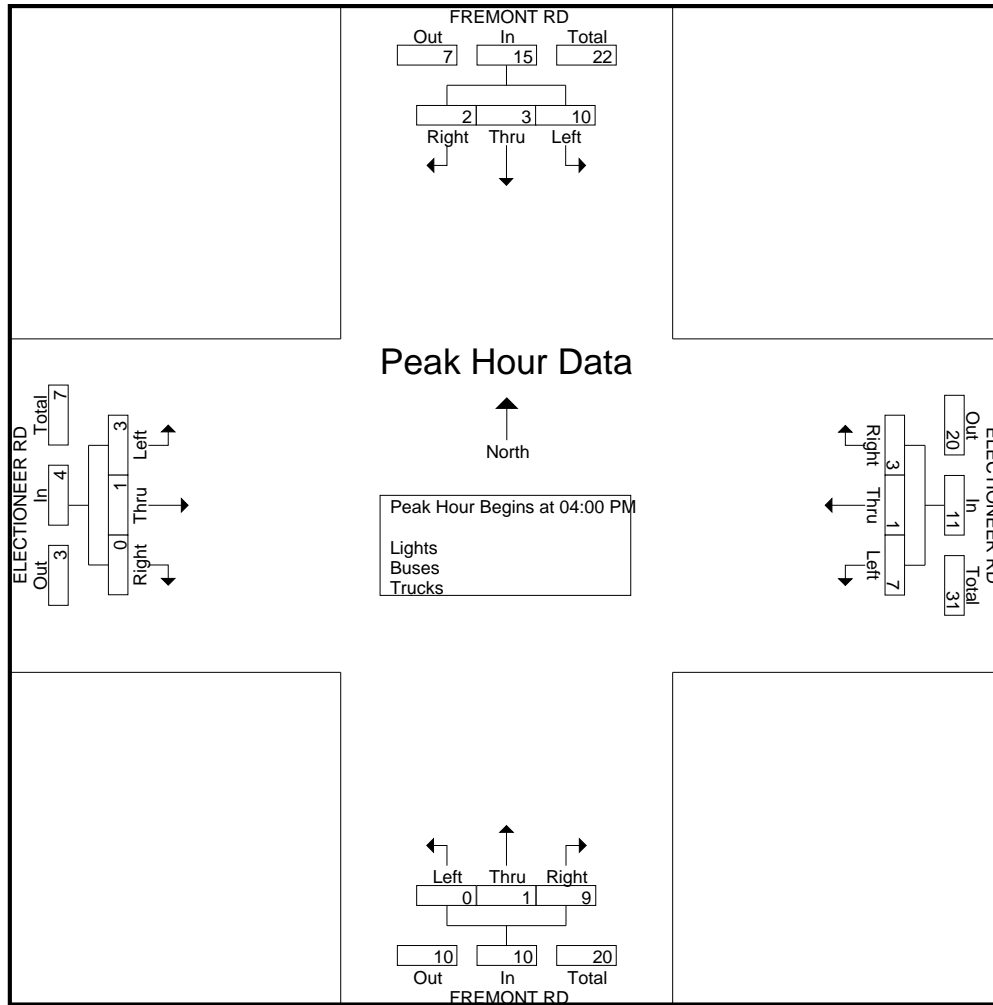 FREMONT RD
Out In Total
7 15 22
2 3 10
Right Thru Left
Peak Hour Data
North
Peak Hour Begins at 04:00 PM
Lights
Buses
Trucks
ELECTIONEER RD
Out In Total
3 4 7
Right Thru Left
0 1 3
ELECTIONEER RD
Out In Total
20 11 31
Right Thru Left
3 1 7
Left Thru Right
0 1 9
10 10 20
Out In Total
FREMONT RD